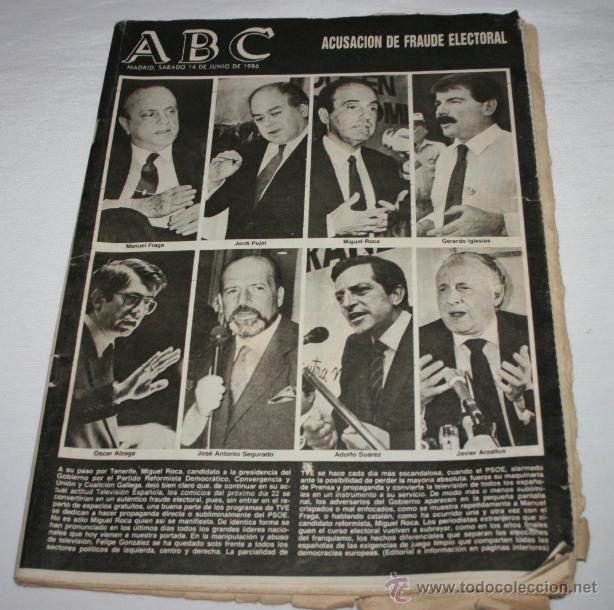 ABC
ACUSACION DE FRAUDE ELECTORAL
MADRID, SABADO 14 DE JUNIO DE 1986
Manuel Fraga
Jordi Pujol
Miguel Roca
Gerardo Iglesias
Oscar Alzaga
José Antonio Segurado
Adolfo Suárez
Javier Arzallus
A su paso por Tenerife, Miguel Roca, candidato a la presidencia del
Gobierno por el Partido Reformista Democrático, Convergencia y
Unión y Coalición Gallega, dejó bien claro que, de continuar en su ac-
tual actitud Televisión Española, los comicios del próximo día 22 se
convertirán en un auténtico fraude electoral, pues, sin entrar en el re-
parto de espacios gratuitos, una buena parte de los programas de TVE
se dedican a hacer propaganda directa o subliminalmente del PSOE.
No es sólo Miguel Roca quien así se manifiesta. De idéntica forma se
han pronunciado en los últimos días todos los grandes líderes nacio-
nales que hoy vienen a nuestra portada. En la manipulación y abuso
de televisión, Felipe González se ha quedado solo frente a todos los
sectores políticos de izquierda, centro y derecha. La parcialidad de
TVE se hace cada día más escandalosa, cuando el PSOE, alarmado
ante la posibilidad de perder la mayoría absoluta, fuerza su maquinaria
de Prensa y propaganda y convierte la televisión de todos los españo-
les en un instrumento a su servicio. De modo más o menos sublimi-
nal, los adversarios del Gobierno aparecen en la pequeña pantalla
crispados o mal enfocados, como se muestra repetidamente a Manuel
Fraga, o hablando catalán, como ha ocurrido una y otra vez con el
candidato reformista, Miguel Roca. Los periodistas extranjeros que si-
guen el curso electoral vuelven a subrayar, como en los años finales
del franquismo, los hechos diferenciales que separan las elecciones
españolas de las exigencias de juego limpio que comparten todas las
democracias europeas. (Editorial e información en páginas interiores)
www.todocoleccion.net